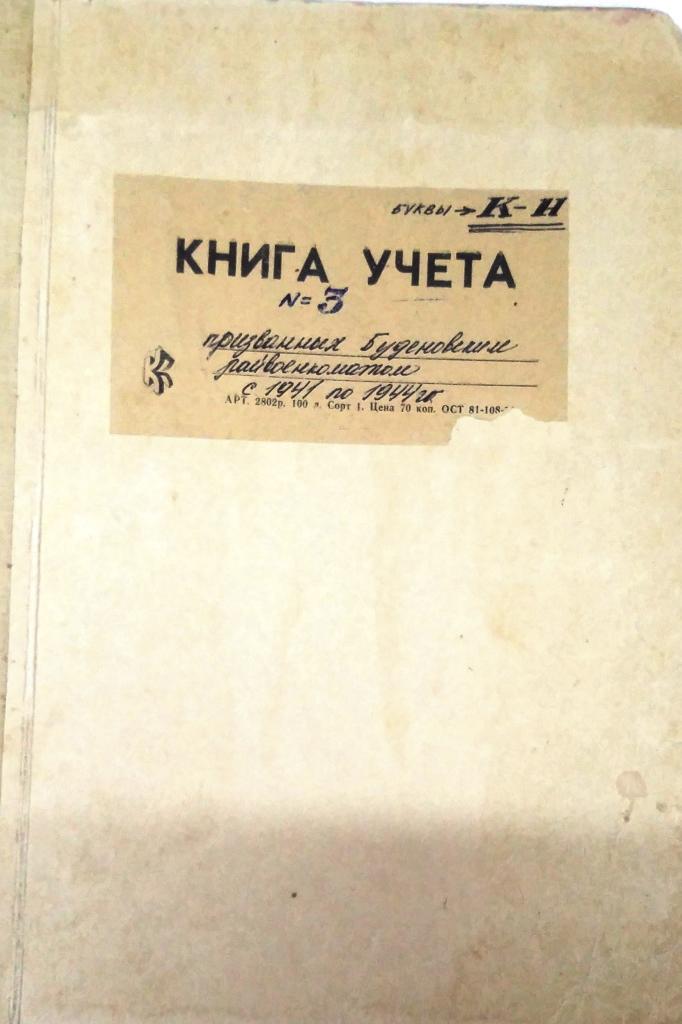 БУКВЫ → К-Н
КНИГА УЧЕТА
N= 3
призванных Буденовским
райвоенкоматом
с 1941 по 1944 гг.
АРТ. 2802р. 100 л. Сорт 1. Цена 70 коп. ОСТ 81-108-